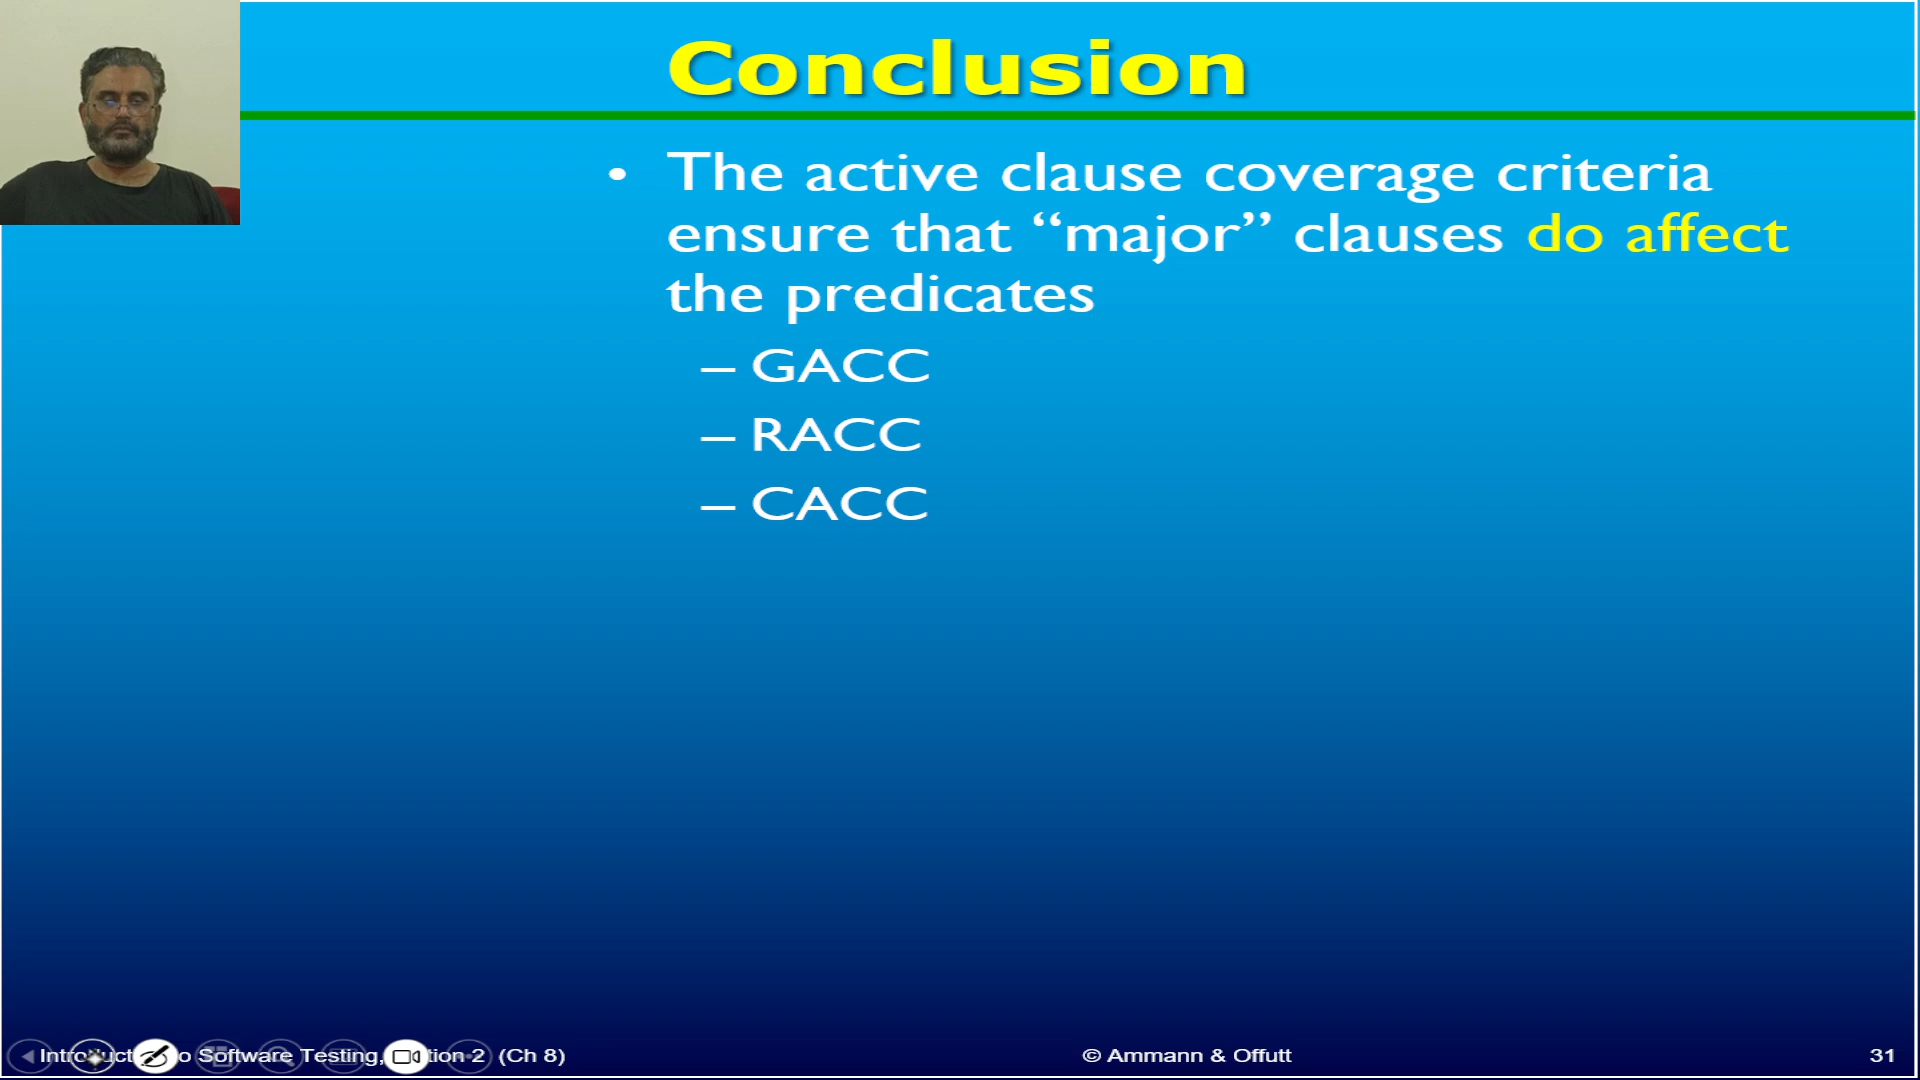 Conclusion
• The active clause coverage criteria
ensure that “major” clauses do affect
the predicates
– GACC
– RACC
– CACC
Software Testing, (Ch 8)
© Ammann & Offutt
31